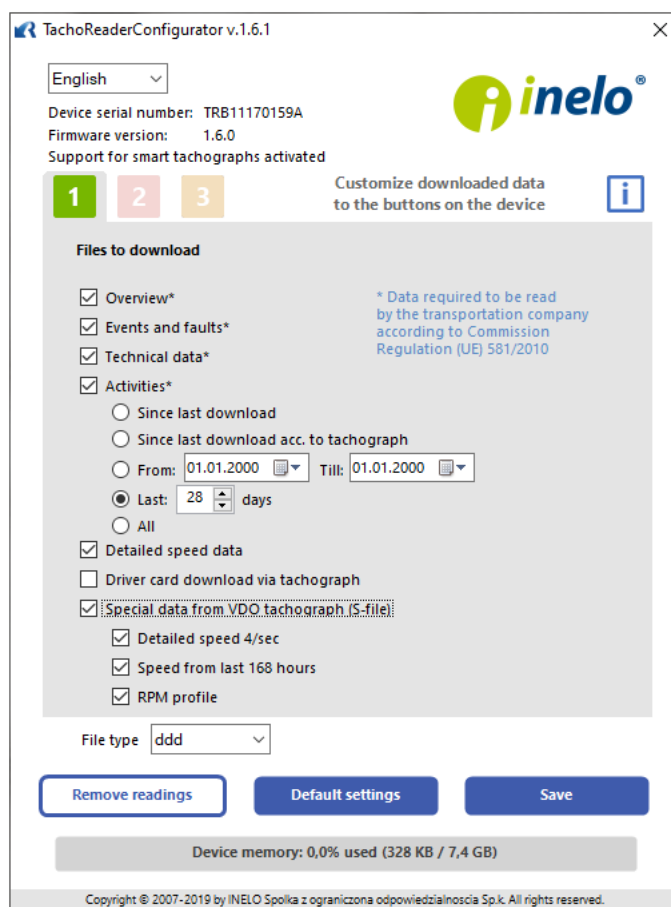 TachoReaderConfigurator v.1.6.1
English
inelo®
Device serial number: TRB11170159A
Firmware version: 1.6.0
Support for smart tachographs activated
1 2 3
Customize downloaded data
to the buttons on the device
i
Files to download
Overview*
Events and faults*
Technical data*
Activities*
* Data required to be read
by the transportation company
according to Commission
Regulation (UE) 581/2010
Since last download
Since last download acc. to tachograph
From: 01.01.2000 Till: 01.01.2000
Last: 28 days
All
Detailed speed data
Driver card download via tachograph
Special data from VDO tachograph (S-file)
Detailed speed 4/sec
Speed from last 168 hours
RPM profile
File type ddd
Remove readings Default settings Save
Device memory: 0,0% used (328 KB / 7,4 GB)
Copyright © 2007-2019 by INELO Spolka z ograniczona odpowiedzialnoscia Sp.k. All rights reserved.